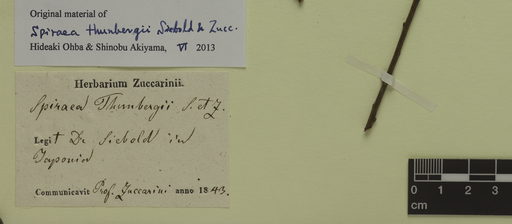 Original material of
Spiraea thunbergii Siebold & Zucc.
Hideaki Ohba & Shinobu Akiyama, VI 2013
Herbarium Zuccarinii.
Spiraea Thunbergii S. et Z.
Legit Dr. Siebold in
Japonia
Communicavit Prof. Zuccarini anno 1843.
0 1 2 3
cm